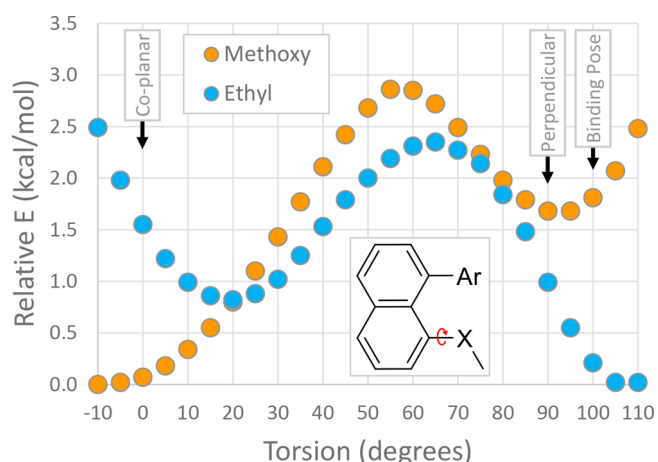 3.5
3.0
2.5
2.0
1.5
1.0
0.5
0.0
Relative E (kcal/mol)
Methoxy
Ethyl
Co-planar
Perpendicular
Binding Pose
Ar
X
-10 0 10 20 30 40 50 60 70 80 90 100 110
Torsion (degrees)